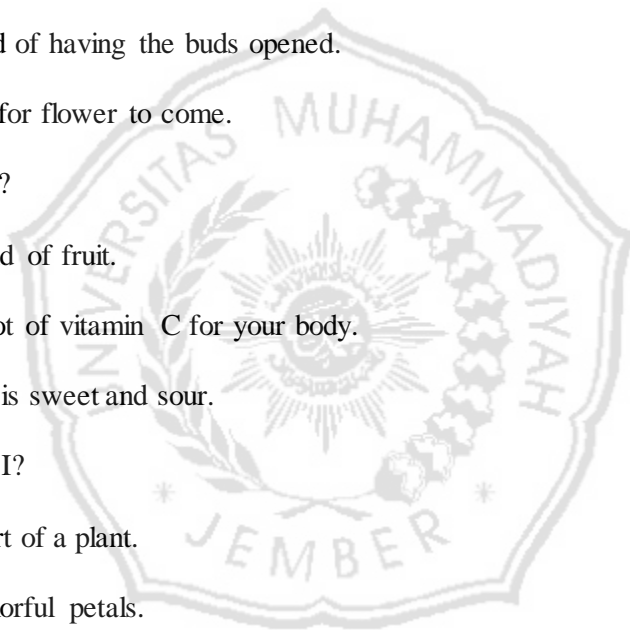 d of having the buds opened.
for flower to come.
?
d of fruit.
ot of vitamin C for your body.
is sweet and sour.
I?
rt of a plant.
orful petals.
UNIVERSITAS MUHAMMADIYAH
JEMBER